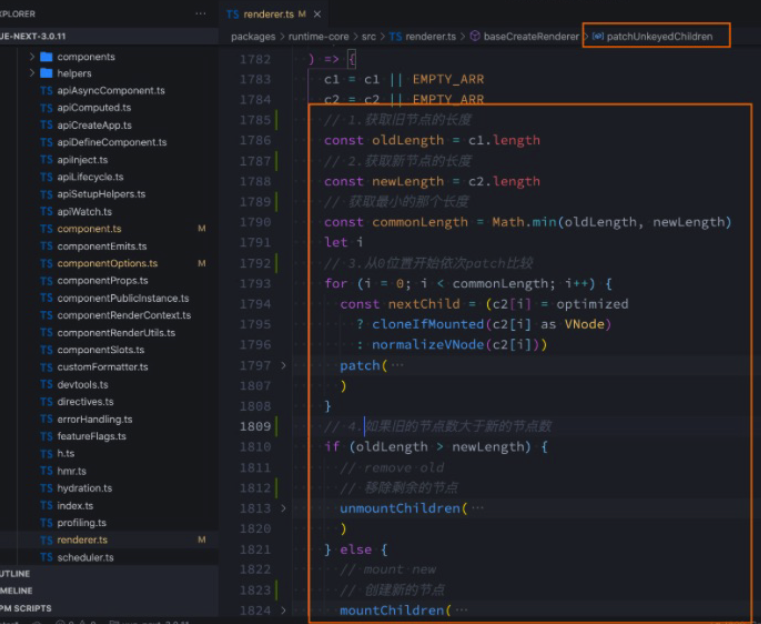 XPLORER
UE-NEXT-3.0.11
components
helpers
TS apiAsyncComponent.ts
TS apiComputed.ts
TS apiCreateApp.ts
TS apiDefineComponent.ts
TS apiInject.ts
TS apiLifecycle.ts
TS apiSetupHelpers.ts
TS apiWatch.ts
TS component.ts M
TS componentEmits.ts
TS componentOptions.ts M
TS componentProps.ts
TS componentPublicInstance.ts
TS componentRenderContext.ts
TS componentRenderUtils.ts
TS componentSlots.ts
TS customFormatter.ts
TS devtools.ts
TS directives.ts
TS errorHandling.ts
TS featureFlags.ts
TS h.ts
TS hmr.ts
TS hydration.ts
TS index.ts
TS profiling.ts
TS renderer.ts M
TS scheduler.ts
UTLINE
IMELINE
PM SCRIPTS
TS renderer.ts M ×
packages > runtime-core > src > TS renderer.ts > baseCreateRenderer > patchUnkeyedChildren
1782 ) => {
1783 c1 = c1 || EMPTY_ARR
1784 c2 = c2 || EMPTY_ARR
1785 // 1.获取旧节点的长度
1786 const oldLength = c1.length
1787 // 2.获取新节点的长度
1788 const newLength = c2.length
1789 // 获取最小的那个长度
1790 const commonLength = Math.min(oldLength, newLength)
1791 let i
1792 // 3.从0位置开始依次patch比较
1793 for (i = 0; i < commonLength; i++) {
1794 const nextChild = (c2[i] = optimized
1795 ? cloneIfMounted(c2[i] as VNode)
1796 : normalizeVNode(c2[i]))
1797 > patch( ⋯
1807 )
1808 }
1809 // 4.如果旧的节点数大于新的节点数
1810 if (oldLength > newLength) {
1811 // remove old
1812 // 移除剩余的节点
1813 > unmountChildren( ⋯
1820 )
1821 } else {
1822 // mount new
1823 // 创建新的节点
1824 > mountChildren( ⋯